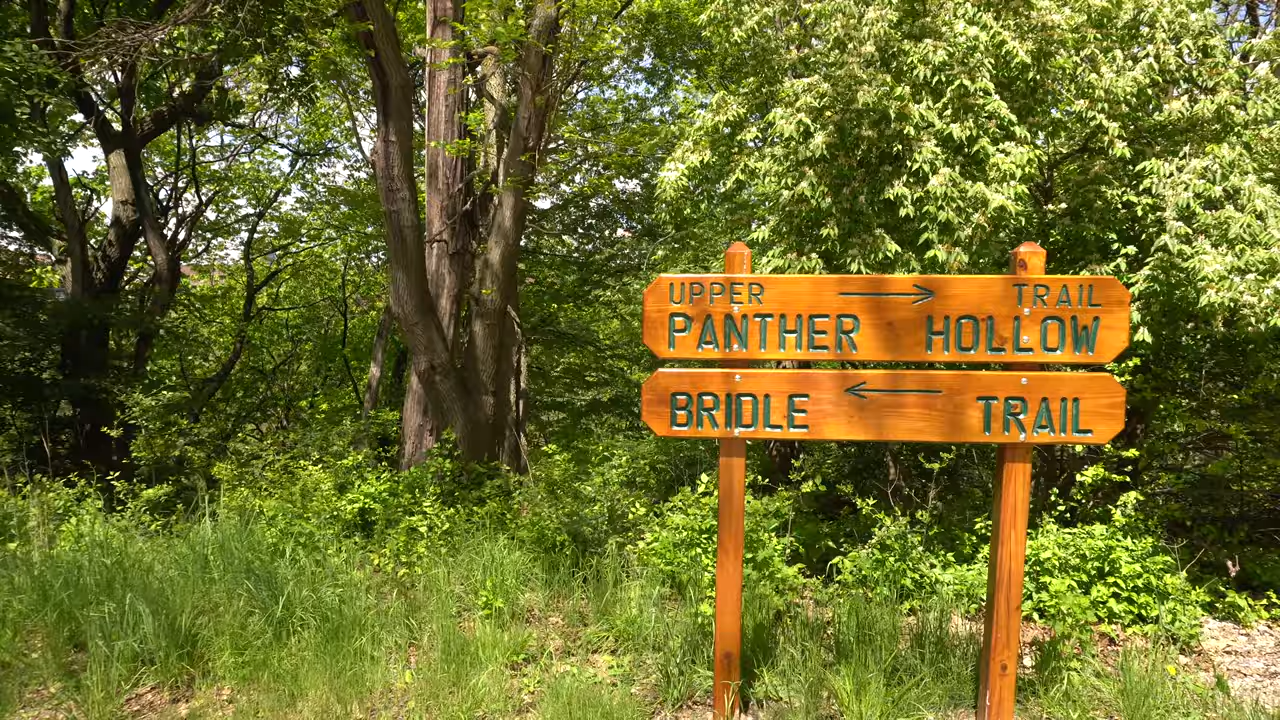 UPPER → TRAIL
PANTHER HOLLOW
BRIDLE ← TRAIL